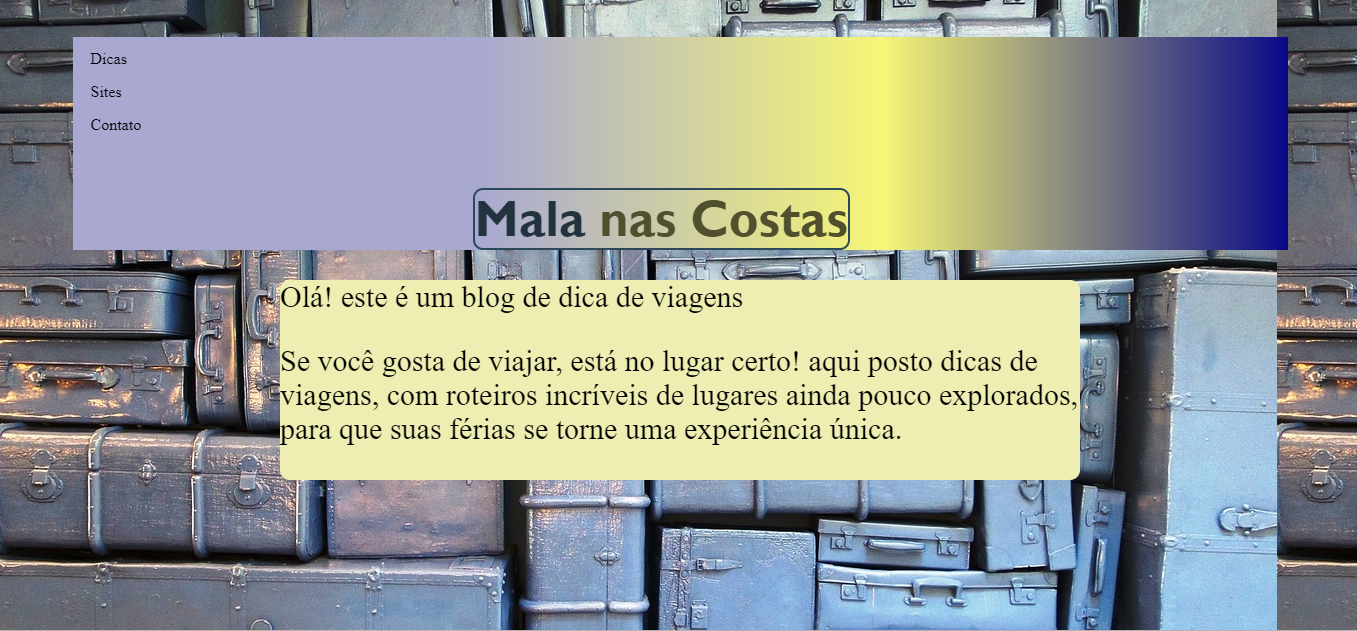 Dicas
Sites
Contato
Mala nas Costas
Olá! este é um blog de dica de viagens
Se você gosta de viajar, está no lugar certo! aqui posto dicas de
viagens, com roteiros incríveis de lugares ainda pouco explorados,
para que suas férias se torne uma experiência única.